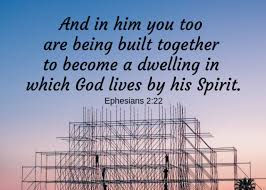 And in him you too
are being built together
to become a dwelling in
which God lives by his Spirit.
Ephesians 2:22